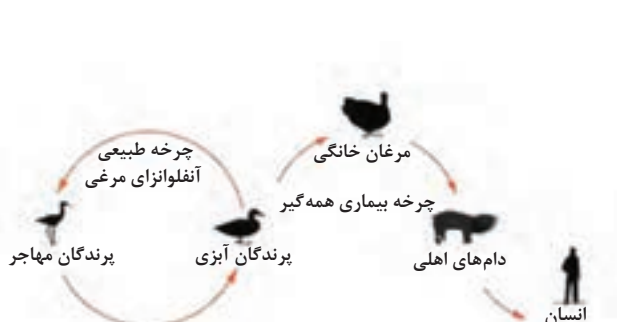 مرغان خانگی
چرخه طبیعی
آنفلوانزای مرغی
چرخه بیماری همه‌گیر
پرندگان آبزی
پرندگان مهاجر
دام‌های اهلی
انسان